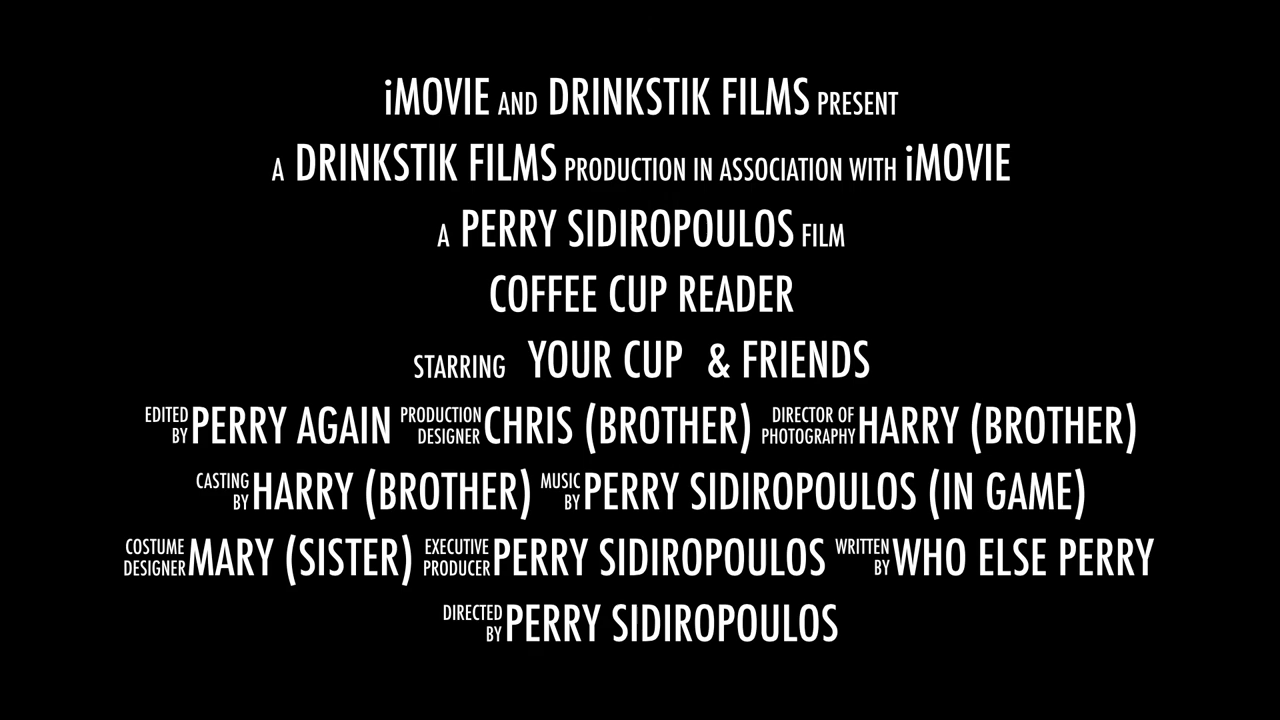 iMOVIE AND DRINKSTIK FILMS PRESENT
A DRINKSTIK FILMS PRODUCTION IN ASSOCIATION WITH iMOVIE
A PERRY SIDIROPOULOS FILM
COFFEE CUP READER
STARRING YOUR CUP & FRIENDS
EDITED BY PERRY AGAIN PRODUCTION DESIGNER CHRIS (BROTHER) DIRECTOR OF PHOTOGRAPHY HARRY (BROTHER)
CASTING BY HARRY (BROTHER) MUSIC BY PERRY SIDIROPOULOS (IN GAME)
COSTUME DESIGNER MARY (SISTER) EXECUTIVE PRODUCER PERRY SIDIROPOULOS WRITTEN BY WHO ELSE PERRY
DIRECTED BY PERRY SIDIROPOULOS